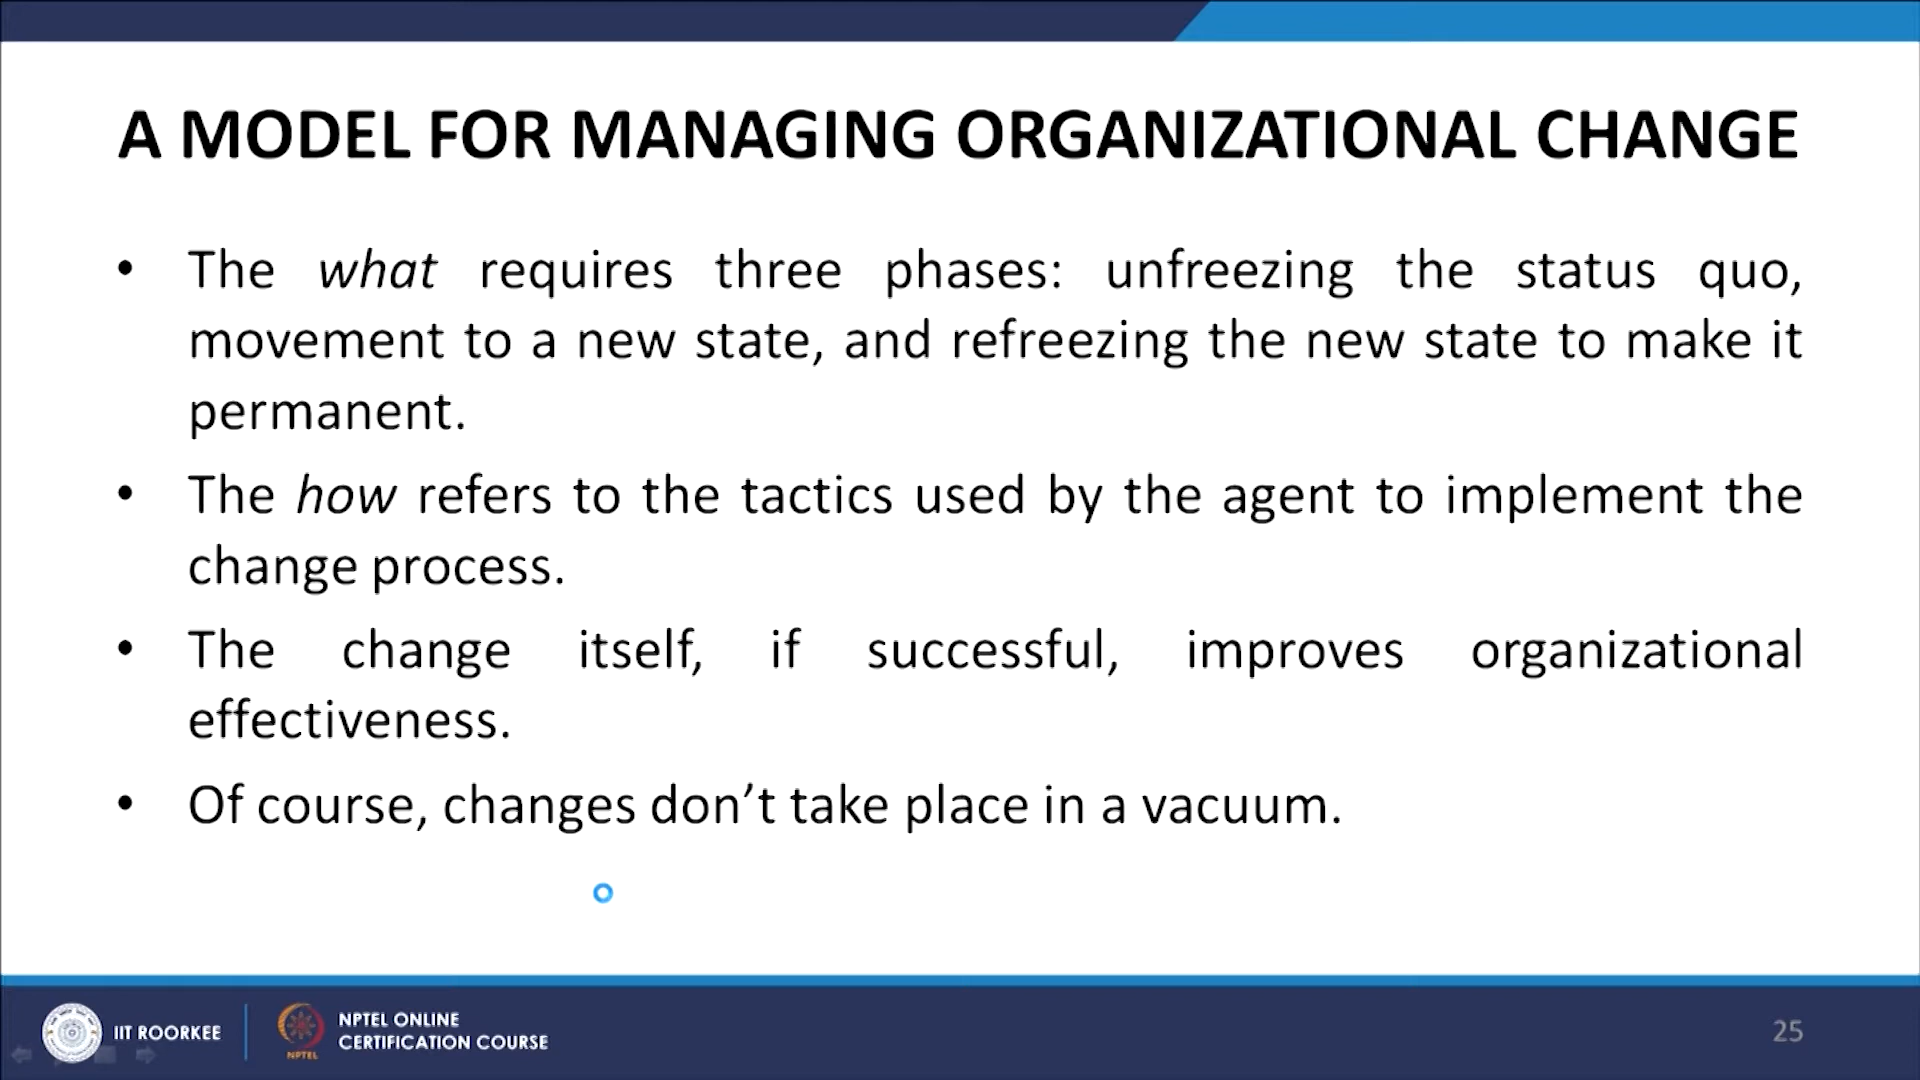 A MODEL FOR MANAGING ORGANIZATIONAL CHANGE
• The what requires three phases: unfreezing the status quo,
movement to a new state, and refreezing the new state to make it
permanent.
• The how refers to the tactics used by the agent to implement the
change process.
• The change itself, if successful, improves organizational
effectiveness.
• Of course, changes don’t take place in a vacuum.
IIT ROORKEE
NPTEL
NPTEL ONLINE
CERTIFICATION COURSE
25